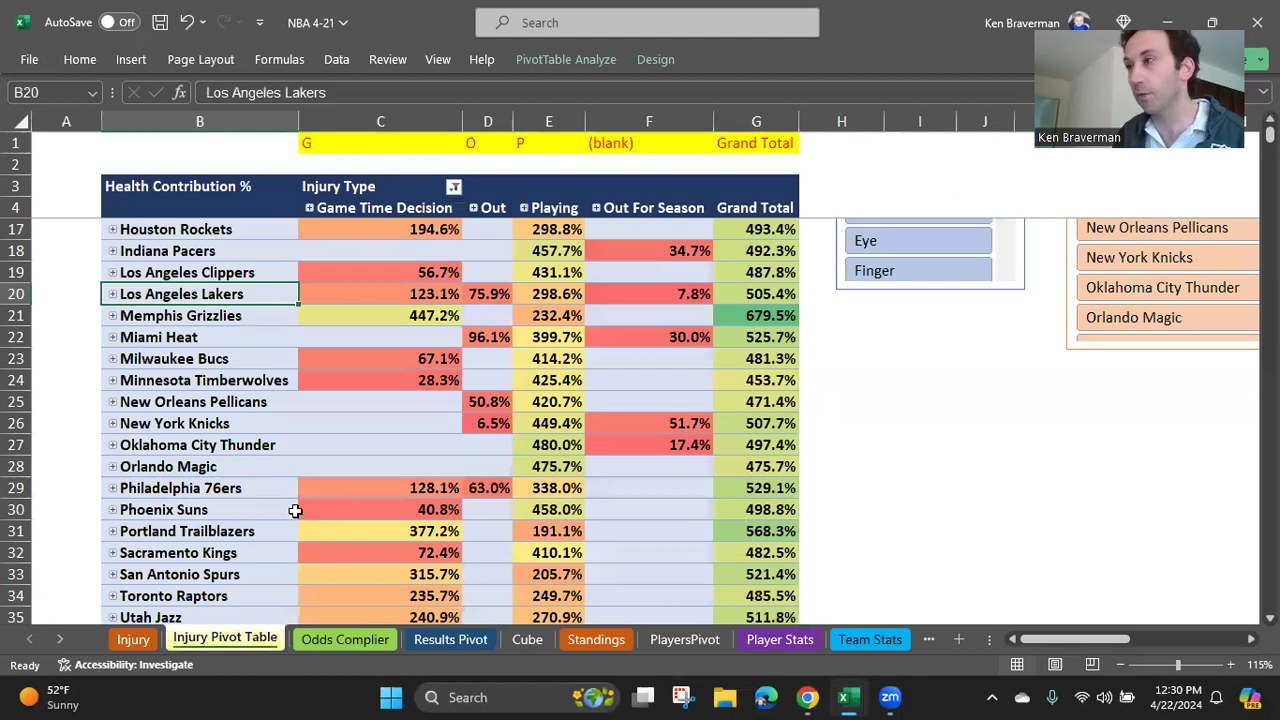 AutoSave Off NBA 4-21 Search Ken Braverman
File Home Insert Page Layout Formulas Data Review View Help PivotTable Analyze Design
B20 fx Los Angeles Lakers
Ken Braverman
A B C D E F G H I J
1 G O P (blank) Grand Total
2
3 Health Contribution % Injury Type
4 Game Time Decision Out Playing Out For Season Grand Total
17 Houston Rockets 194.6% 298.8% 493.4% New Orleans Pellicans
Eye
18 Indiana Pacers 457.7% 34.7% 492.3% New York Knicks
19 Los Angeles Clippers 56.7% 431.1% 487.8% Finger
20 Los Angeles Lakers 123.1% 75.9% 298.6% 7.8% 505.4% Oklahoma City Thunder
21 Memphis Grizzlies 447.2% 232.4% 679.5% Orlando Magic
22 Miami Heat 96.1% 399.7% 30.0% 525.7%
23 Milwaukee Bucs 67.1% 414.2% 481.3%
24 Minnesota Timberwolves 28.3% 425.4% 453.7%
25 New Orleans Pellicans 50.8% 420.7% 471.4%
26 New York Knicks 6.5% 449.4% 51.7% 507.7%
27 Oklahoma City Thunder 480.0% 17.4% 497.4%
28 Orlando Magic 475.7% 475.7%
29 Philadelphia 76ers 128.1% 63.0% 338.0% 529.1%
30 Phoenix Suns 40.8% 458.0% 498.8%
31 Portland Trailblazers 377.2% 191.1% 568.3%
32 Sacramento Kings 72.4% 410.1% 482.5%
33 San Antonio Spurs 315.7% 205.7% 521.4%
34 Toronto Raptors 235.7% 249.7% 485.5%
35 Utah Jazz 240.9% 270.9% 511.8%
Injury Injury Pivot Table Odds Complier Results Pivot Cube Standings PlayersPivot Player Stats Team Stats
Ready Accessibility: Investigate 115%
52°F
Sunny
Search
12:30 PM
4/22/2024